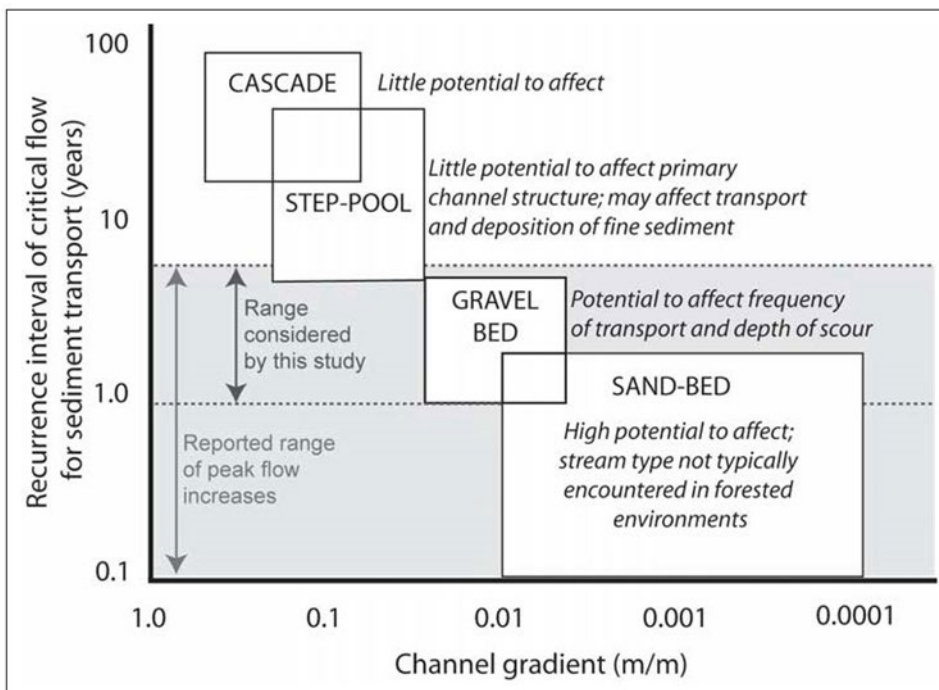 Recurrence interval of critical flow
for sediment transport (years)
100
10
1.0
0.1
CASCADE
Little potential to affect
STEP-POOL
Little potential to affect primary
channel structure; may affect transport
and deposition of fine sediment
Range
considered
by this study
GRAVEL
BED
Potential to affect frequency
of transport and depth of scour
SAND-BED
High potential to affect;
stream type not typically
encountered in forested
environments
Reported range
of peak flow
increases
1.0
0.1
0.01
0.001
0.0001
Channel gradient (m/m)